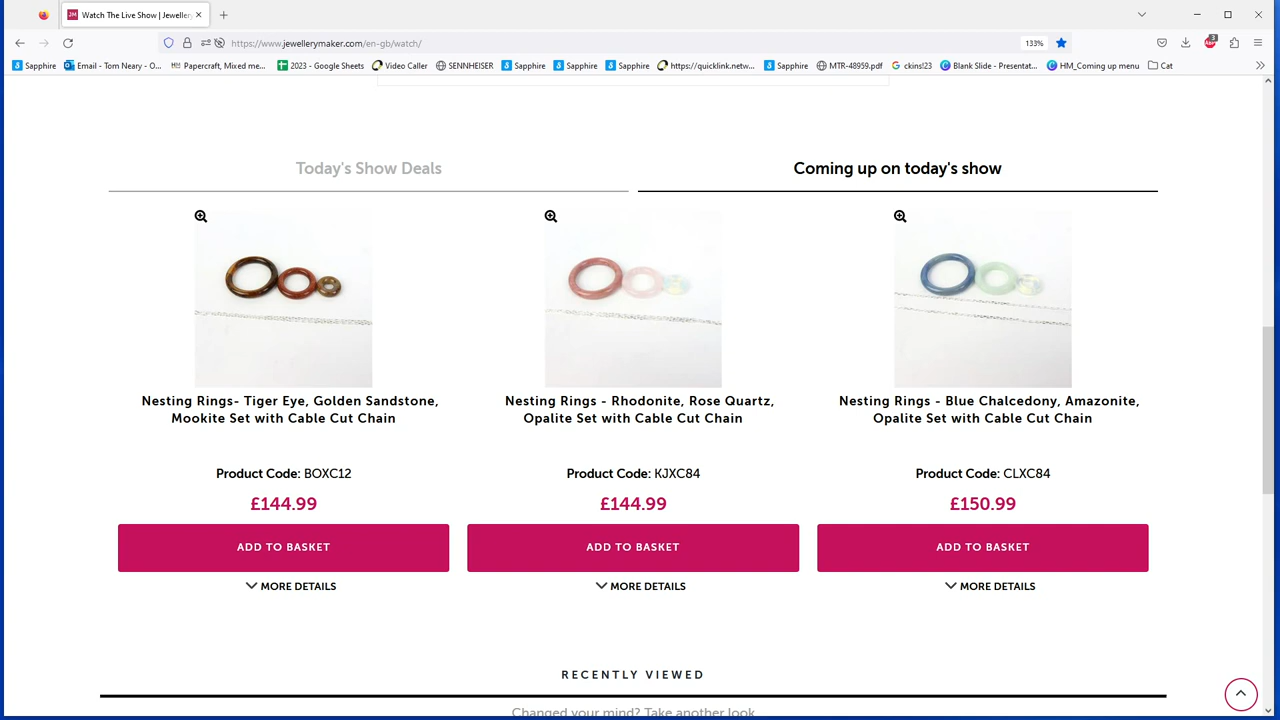 Watch The Live Show | Jeweller
https://www.jewellerymaker.com/en-gb/watch/
133%
3
Sapphire
Email - Tom Neary - O...
Papercraft, Mixed me...
2023 - Google Sheets
Video Caller
SENNHEISER
Sapphire
Sapphire
Sapphire
https://quicklink.netw...
Sapphire
MTR-48959.pdf
ckins!23
Blank Slide - Presentat...
HM_Coming up menu
Cat
Today's Show Deals
Coming up on today's show
Nesting Rings- Tiger Eye, Golden Sandstone,
Mookite Set with Cable Cut Chain
Product Code: BOXC12
£144.99
ADD TO BASKET
MORE DETAILS
Nesting Rings - Rhodonite, Rose Quartz,
Opalite Set with Cable Cut Chain
Product Code: KJXC84
£144.99
ADD TO BASKET
MORE DETAILS
Nesting Rings - Blue Chalcedony, Amazonite,
Opalite Set with Cable Cut Chain
Product Code: CLXC84
£150.99
ADD TO BASKET
MORE DETAILS
RECENTLY VIEWED
Changed your mind? Take another look